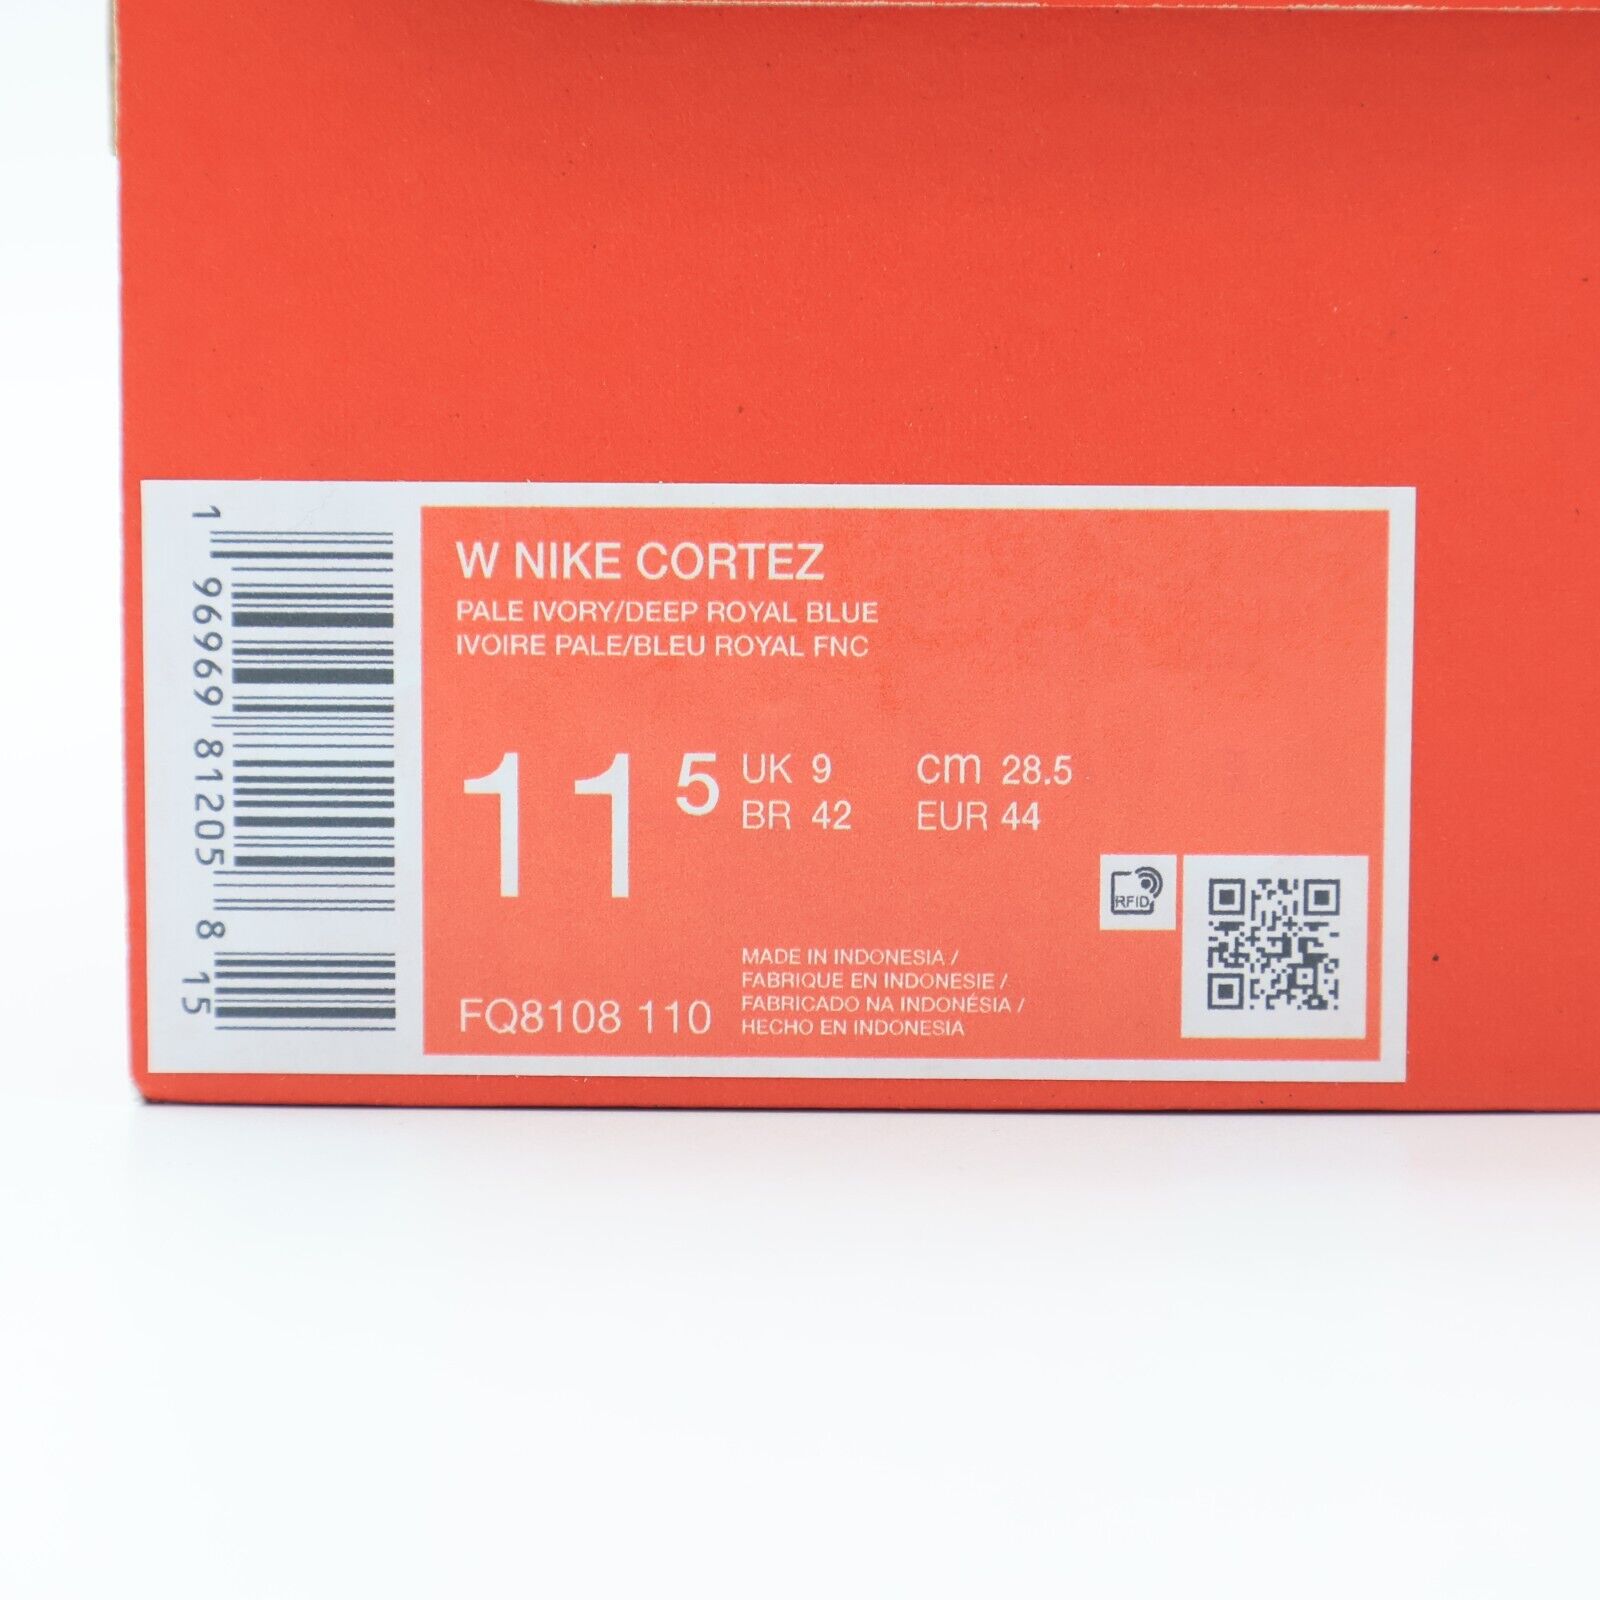 1 96969 81205 8 15
W NIKE CORTEZ
PALE IVORY/DEEP ROYAL BLUE
IVOIRE PALE/BLEU ROYAL FNC
11 5
UK 9 cm 28.5
BR 42 EUR 44
RFID
FQ8108 110
MADE IN INDONESIA /
FABRIQUE EN INDONESIE /
FABRICADO NA INDONÉSIA /
HECHO EN INDONESIA